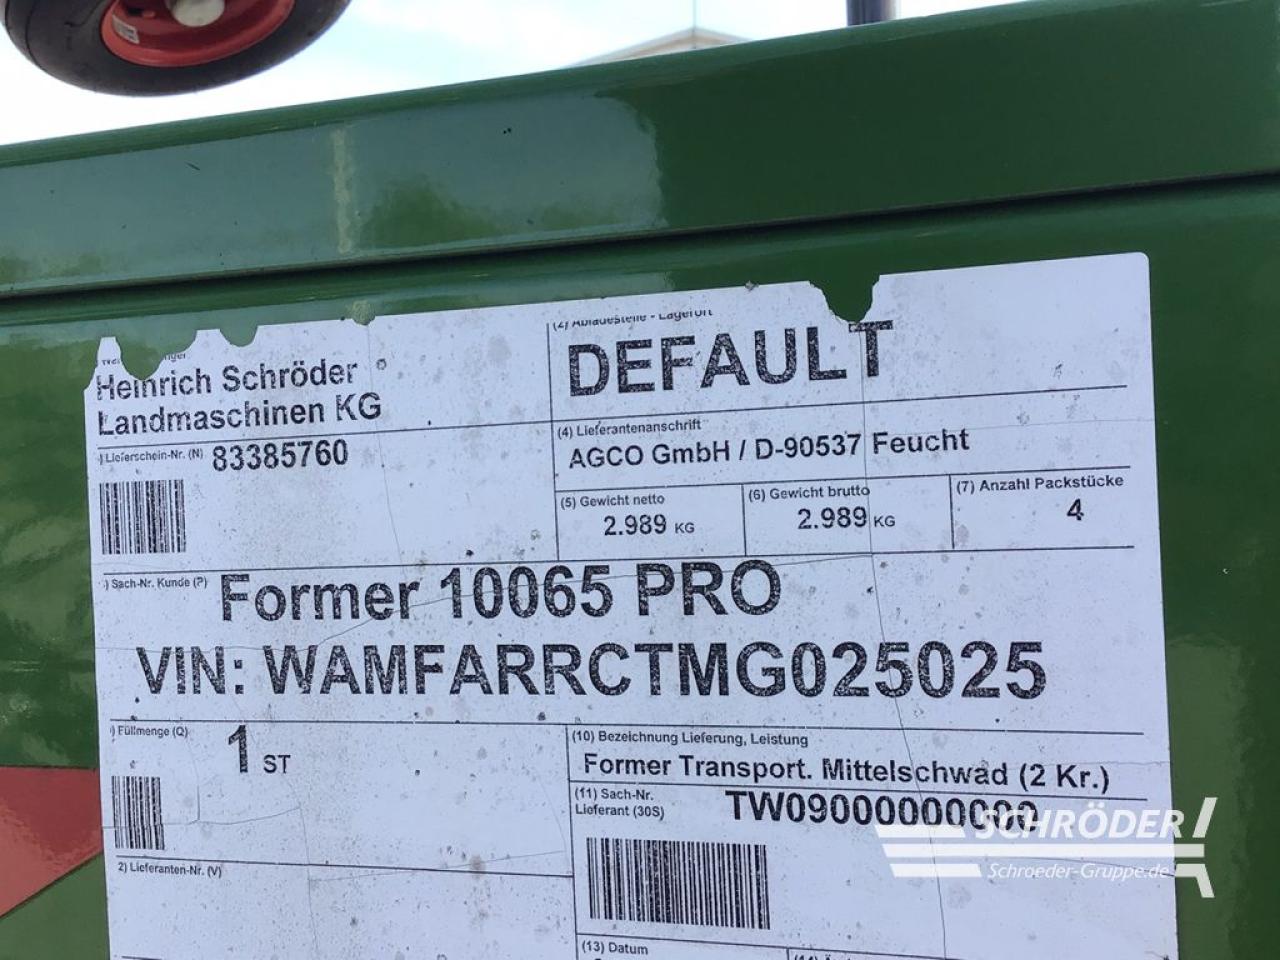 Heinrich Schröder
Landmaschinen KG
(2) Abladestelle - Lagerort
DEFAULT
Lieferschein-Nr. (N) 83385760
(4) Lieferantenanschrift
AGCO GmbH / D-90537 Feucht
(5) Gewicht netto
2.989 KG
(6) Gewicht brutto
2.989 KG
(7) Anzahl Packstücke
4
) Sach-Nr. Kunde (P) Former 10065 PRO
VIN: WAMFARRCTMG025025
) Füllmenge (Q) 1 ST
(10) Bezeichnung Lieferung, Leistung
Former Transport. Mittelschwad (2 Kr.)
(11) Sach-Nr.
Lieferant (30S) TW09000000000
2) Lieferanten-Nr. (V)
(13) Datum
SCHRÖDER
Schroeder-Gruppe.de